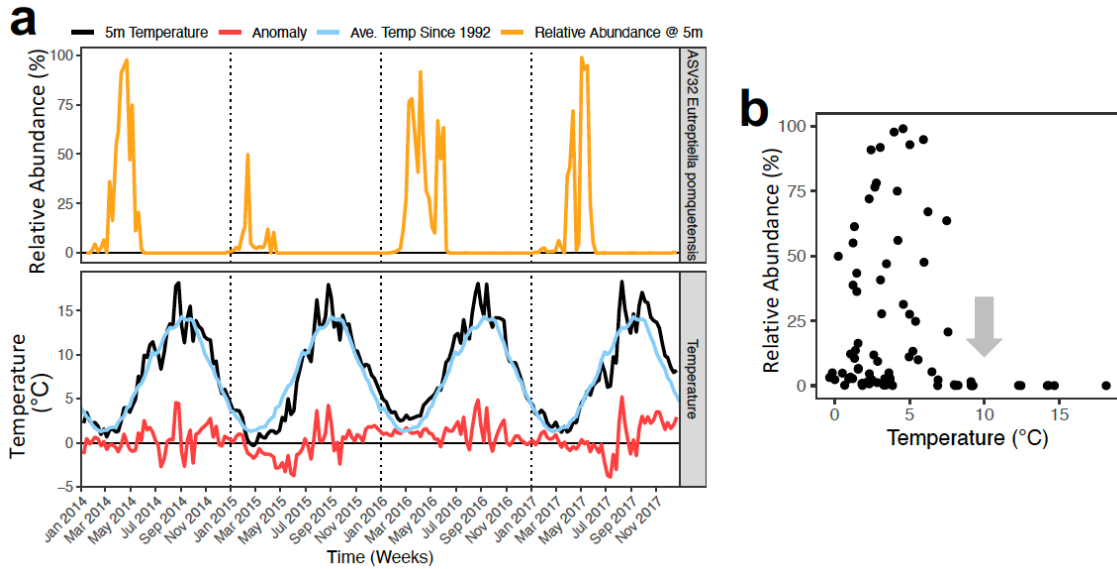 a
5m Temperature Anomaly Ave. Temp Since 1992 Relative Abundance @ 5m
Relative Abundance (%)
100
75
50
25
0
ASV32 Eutreptiella pomquetensis
Temperature
(°C)
15
10
5
0
−5
Temperature
Jan 2014
Mar 2014
May 2014
Jul 2014
Sep 2014
Nov 2014
Jan 2015
Mar 2015
May 2015
Jul 2015
Sep 2015
Nov 2015
Jan 2016
Mar 2016
May 2016
Jul 2016
Sep 2016
Nov 2016
Jan 2017
Mar 2017
May 2017
Jul 2017
Sep 2017
Nov 2017
Time (Weeks)
b
Relative Abundance (%)
100
75
50
25
0
0 5 10 15
Temperature (°C)